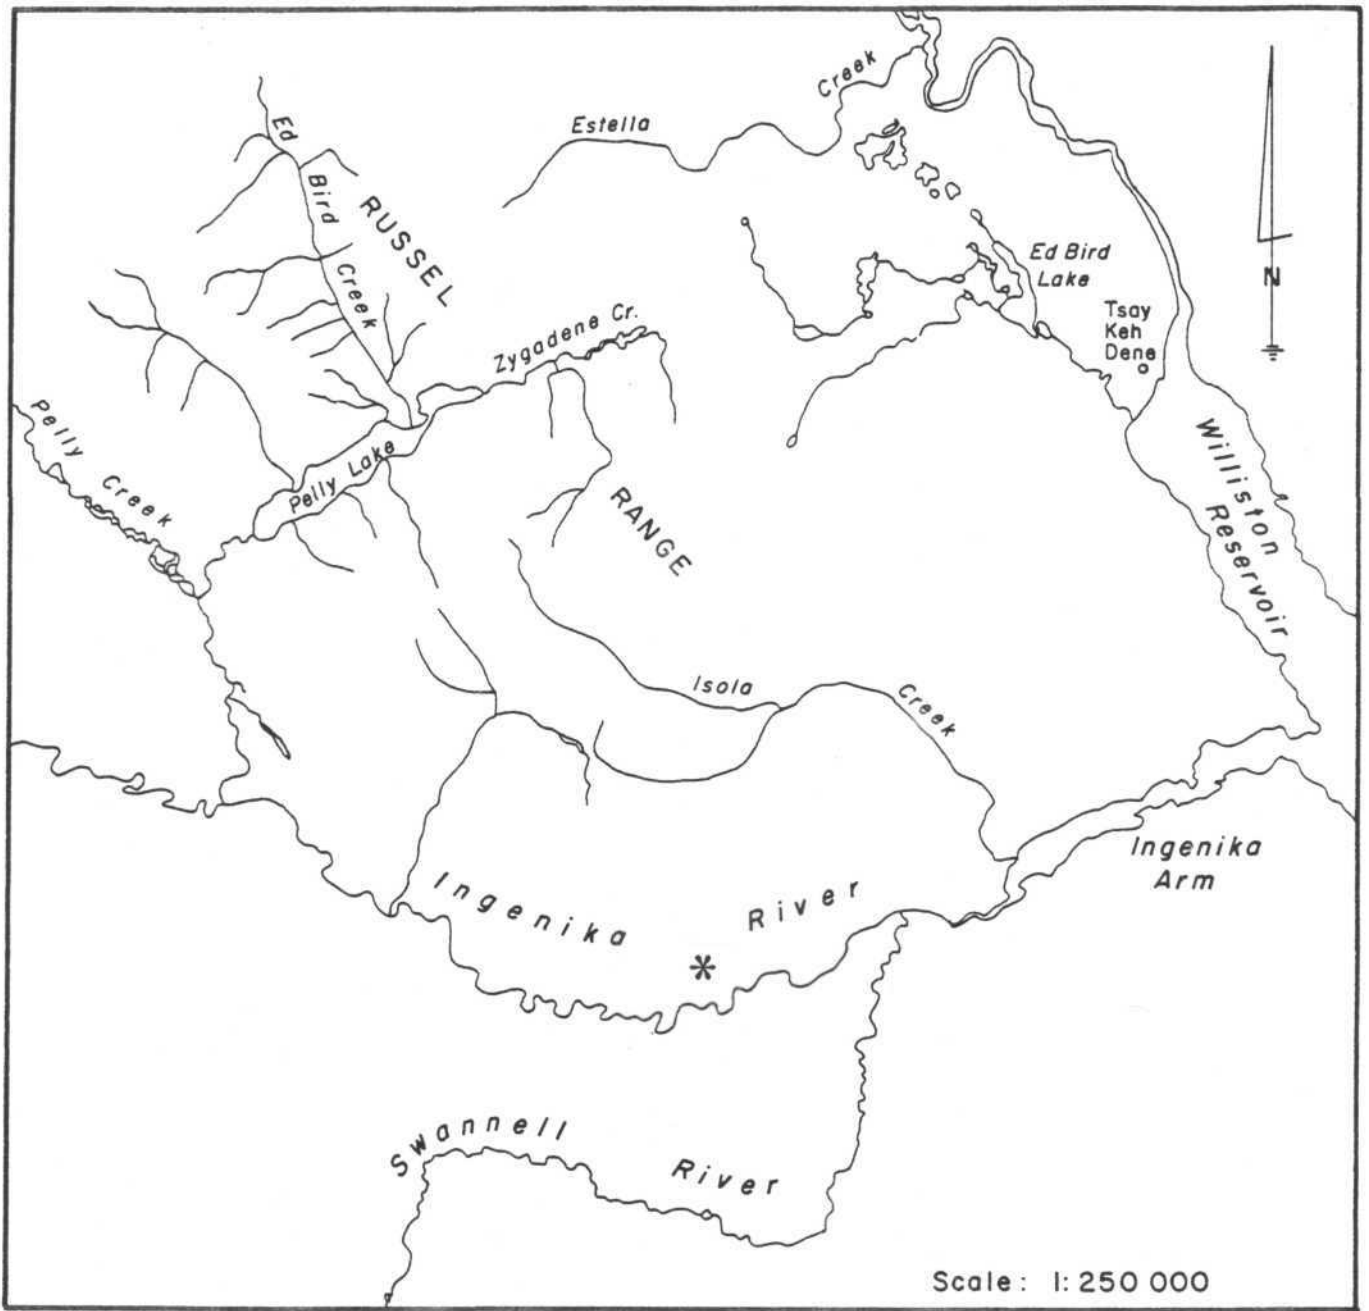 Creek
Estella
Ed
Bird
Creek
RUSSEL
Ed Bird
Lake
N
Tsay
Keh
Dene
Zygadene Cr.
Pelly Creek
Pelly Lake
RANGE
Williston
Reservoir
Isola
Creek
Ingenika
Arm
Ingenika River
*
Swannell River
Scale: 1:250 000